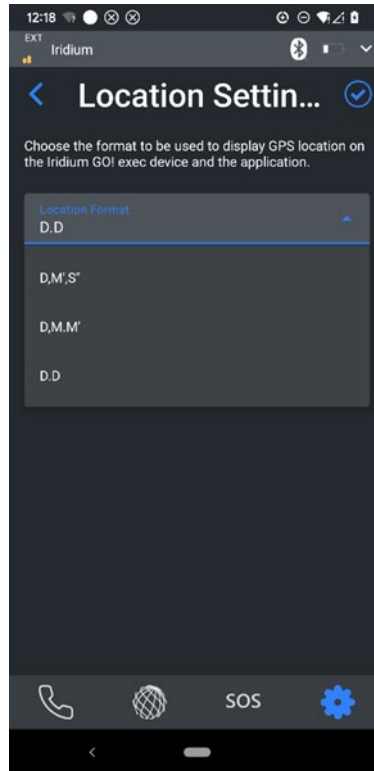 12:18
EXT
Iridium
Location Settin...
Choose the format to be used to display GPS location on
the Iridium GO! exec device and the application.
Location Format
D.D
D,M',S"
D,M.M'
D.D
SOS